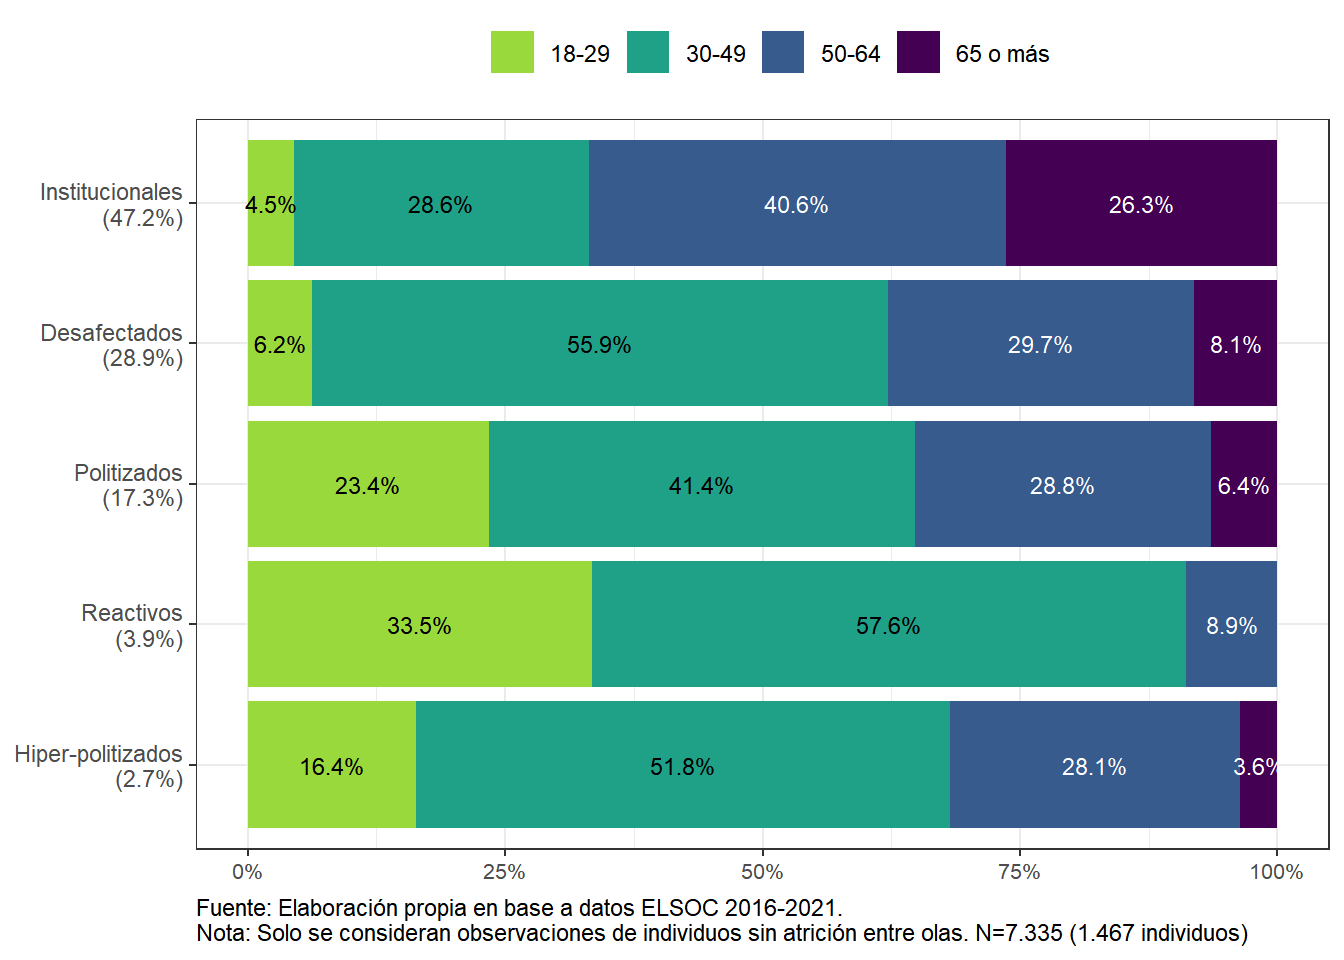 18-29 30-49 50-64 65 o más
Institucionales
(47.2%)
4.5% 28.6% 40.6% 26.3%
Desafectados
(28.9%)
6.2% 55.9% 29.7% 8.1%
Politizados
(17.3%)
23.4% 41.4% 28.8% 6.4%
Reactivos
(3.9%)
33.5% 57.6% 8.9%
Hiper-politizados
(2.7%)
16.4% 51.8% 28.1% 3.6%
0% 25% 50% 75% 100%
Fuente: Elaboración propia en base a datos ELSOC 2016-2021.
Nota: Solo se consideran observaciones de individuos sin atrición entre olas. N=7.335 (1.467 individuos)